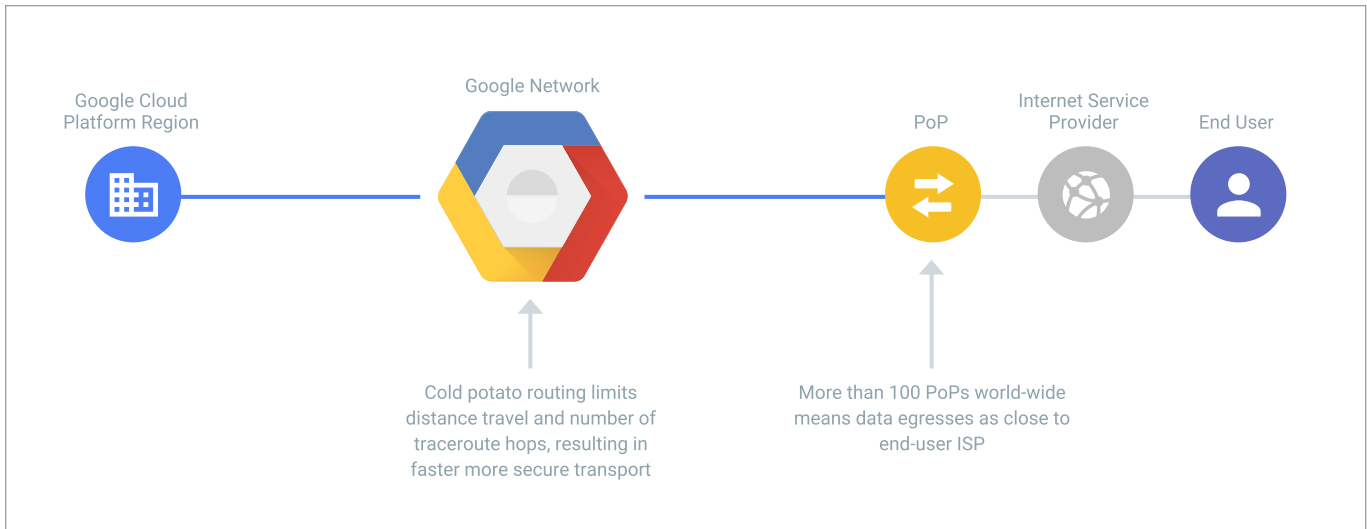 Google Cloud
Platform Region
Google Network
PoP
Internet Service
Provider
End User
Cold potato routing limits
distance travel and number of
traceroute hops, resulting in
faster more secure transport
More than 100 PoPs world-wide
means data egresses as close to
end-user ISP